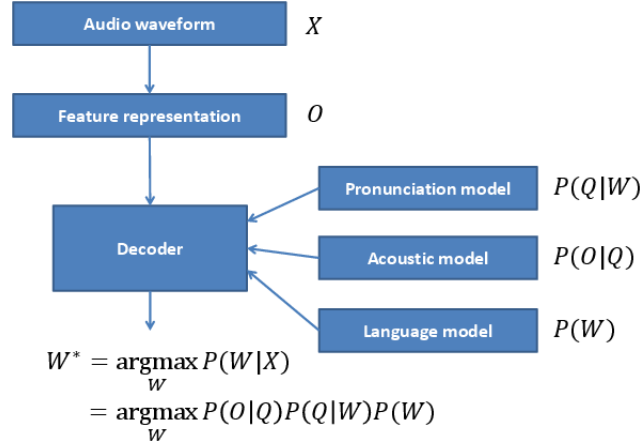 Audio waveform X
Feature representation O
Pronunciation model P(Q|W)
Decoder
Acoustic model P(O|Q)
Language model P(W)
W* = argmax P(W|X)
W
= argmax P(O|Q)P(Q|W)P(W)
W